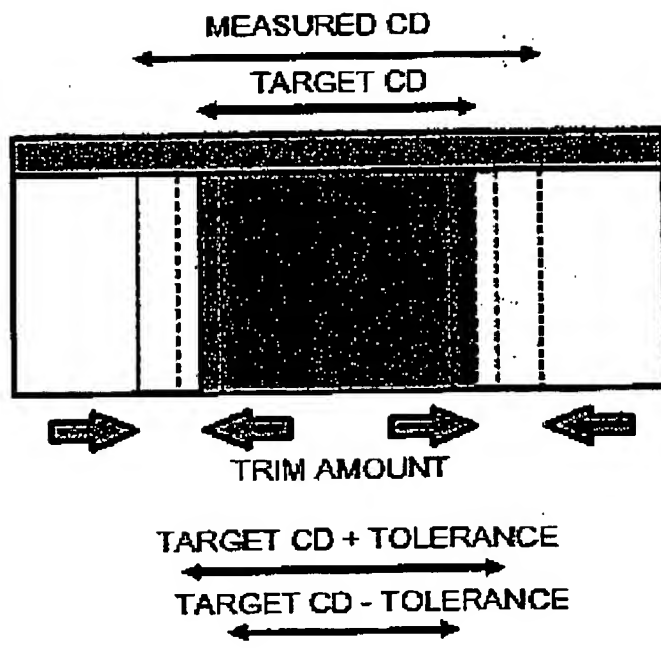 MEASURED CD
TARGET CD
TRIM AMOUNT
TARGET CD + TOLERANCE
TARGET CD - TOLERANCE